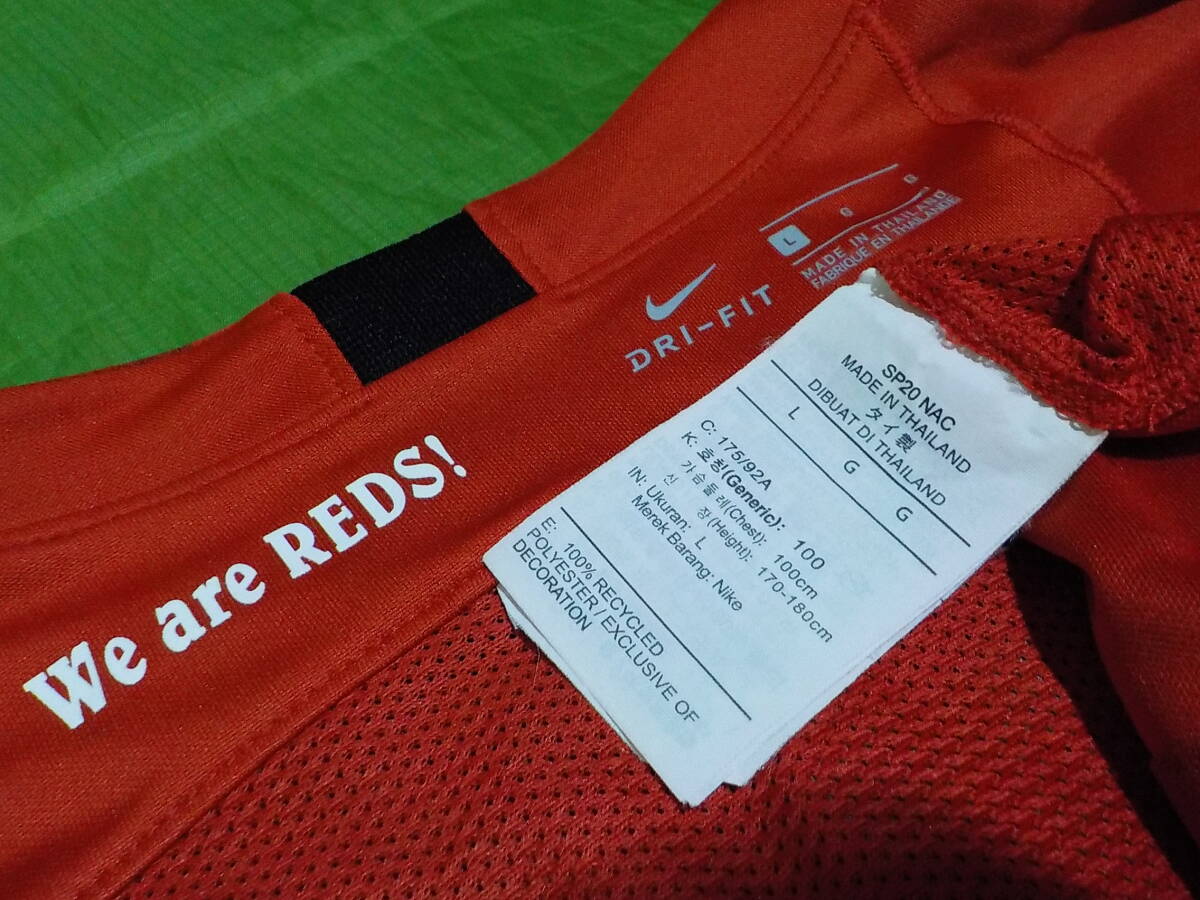 We are REDS!
DRI-FIT
L G G
MADE IN THAILAND
FABRIQUÉ EN THAILANDE
SP20 NAC
MADE IN THAILAND
タイ製
DIBUAT DI THAILAND
L G G
C: 175/92A
K: 호칭(Generic): 100
가슴둘레(Chest): 100cm
신 장(Height): 170~180cm
IN: Ukuran: L
Merek Barang: Nike
E: 100% RECYCLED
POLYESTER / EXCLUSIVE OF
DECORATION